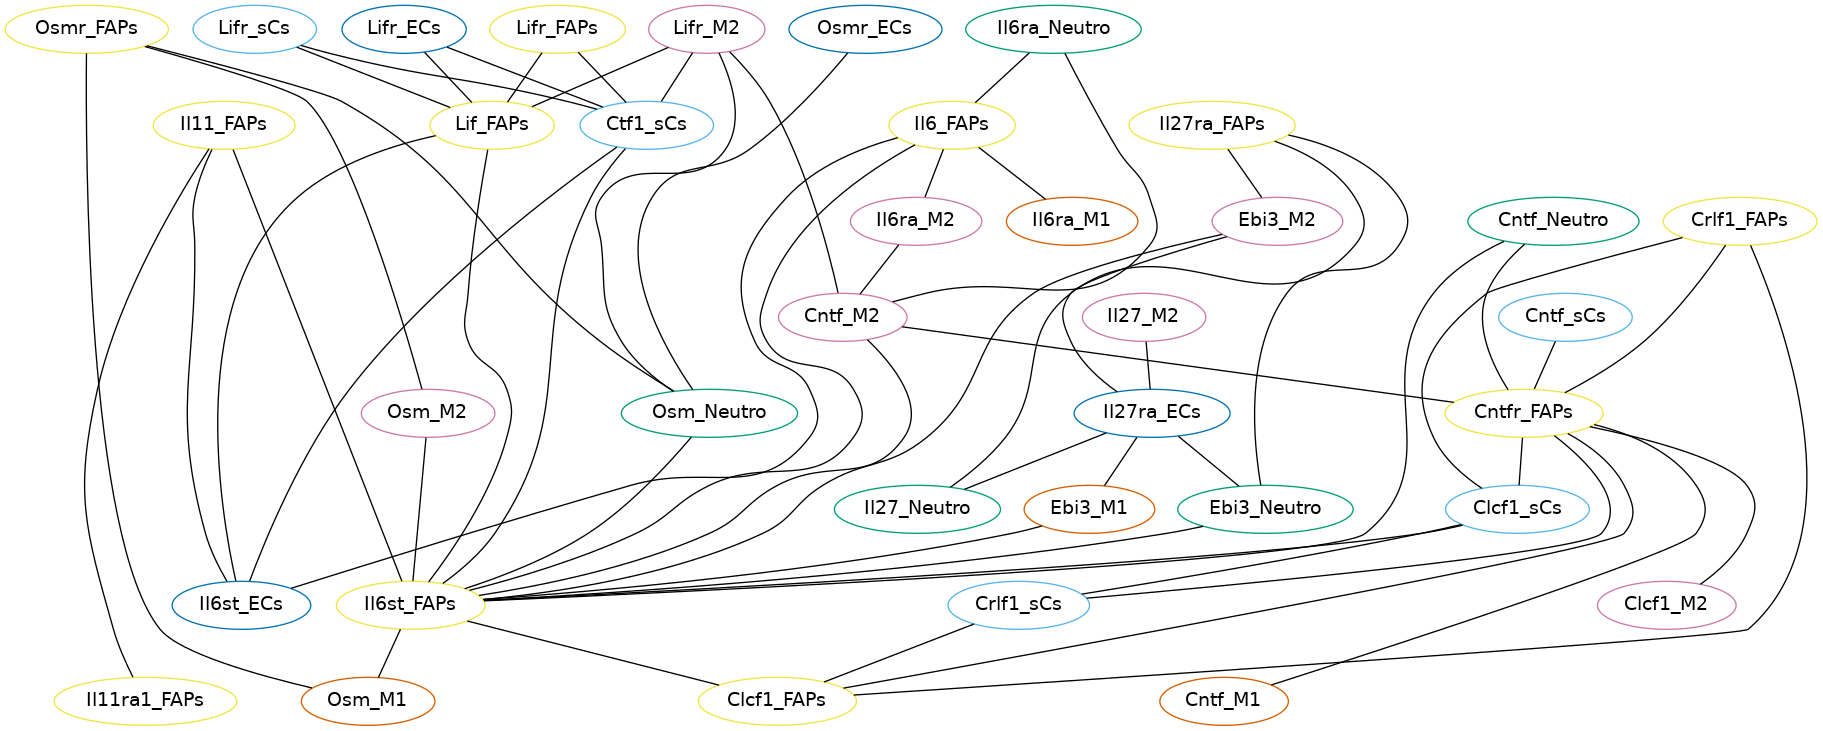 Osmr_FAPs
Lifr_sCs
Lifr_ECs
Lifr_FAPs
Lifr_M2
Osmr_ECs
Il6ra_Neutro
Il11_FAPs
Lif_FAPs
Ctf1_sCs
Il6_FAPs
Il27ra_FAPs
Il6ra_M2
Il6ra_M1
Ebi3_M2
Cntf_Neutro
Crlf1_FAPs
Cntf_M2
Il27_M2
Cntf_sCs
Osm_M2
Osm_Neutro
Il27ra_ECs
Cntfr_FAPs
Il27_Neutro
Ebi3_M1
Ebi3_Neutro
Clcf1_sCs
Il6st_ECs
Il6st_FAPs
Crlf1_sCs
Clcf1_M2
Il11ra1_FAPs
Osm_M1
Clcf1_FAPs
Cntf_M1